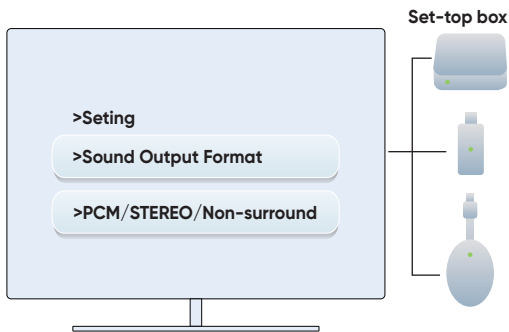 Set-top box
>Seting
>Sound Output Format
>PCM/STEREO/Non-surround